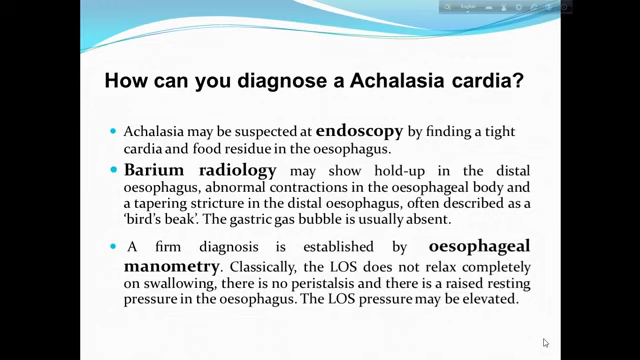 English
How can you diagnose a Achalasia cardia?
Achalasia may be suspected at endoscopy by finding a tight
cardia and food residue in the oesophagus.
Barium radiology may show hold-up in the distal
oesophagus, abnormal contractions in the oesophageal body and
a tapering stricture in the distal oesophagus, often described as a
‘bird’s beak’. The gastric gas bubble is usually absent.
A firm diagnosis is established by oesophageal
manometry. Classically, the LOS does not relax completely
on swallowing, there is no peristalsis and there is a raised resting
pressure in the oesophagus. The LOS pressure may be elevated.